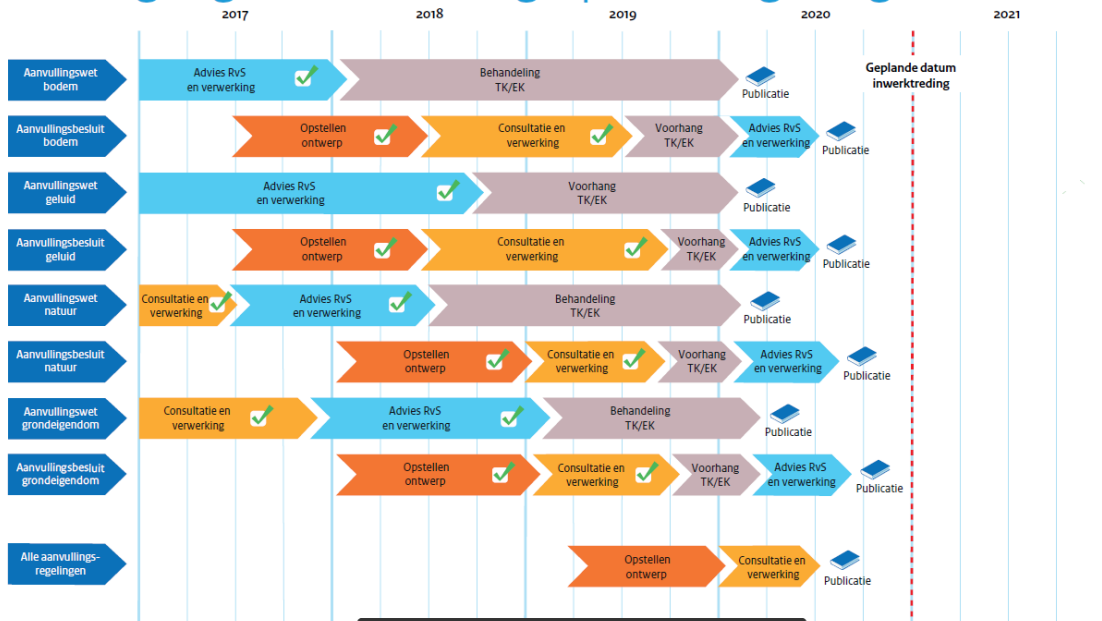 2017 2018 2019 2020 2021
Geplande datum
inwerktreding
Aanvullingswet
bodem
Advies RvS
en verwerking
Behandeling
TK/EK
Publicatie
Aanvullingsbesluit
bodem
Opstellen
ontwerp
Consultatie en
verwerking
Voorhang
TK/EK
Advies RvS
en verwerking
Publicatie
Aanvullingswet
geluid
Advies RvS
en verwerking
Voorhang
TK/EK
Publicatie
Aanvullingsbesluit
geluid
Opstellen
ontwerp
Consultatie en
verwerking
Voorhang
TK/EK
Advies RvS
en verwerking
Publicatie
Aanvullingswet
natuur
Consultatie en
verwerking
Advies RvS
en verwerking
Behandeling
TK/EK
Publicatie
Aanvullingsbesluit
natuur
Opstellen
ontwerp
Consultatie en
verwerking
Voorhang
TK/EK
Advies RvS
en verwerking
Publicatie
Aanvullingswet
grondeigendom
Consultatie en
verwerking
Advies RvS
en verwerking
Behandeling
TK/EK
Publicatie
Aanvullingsbesluit
grondeigendom
Opstellen
ontwerp
Consultatie en
verwerking
Voorhang
TK/EK
Advies RvS
en verwerking
Publicatie
Alle aanvullings-
regelingen
Opstellen
ontwerp
Consultatie en
verwerking
Publicatie